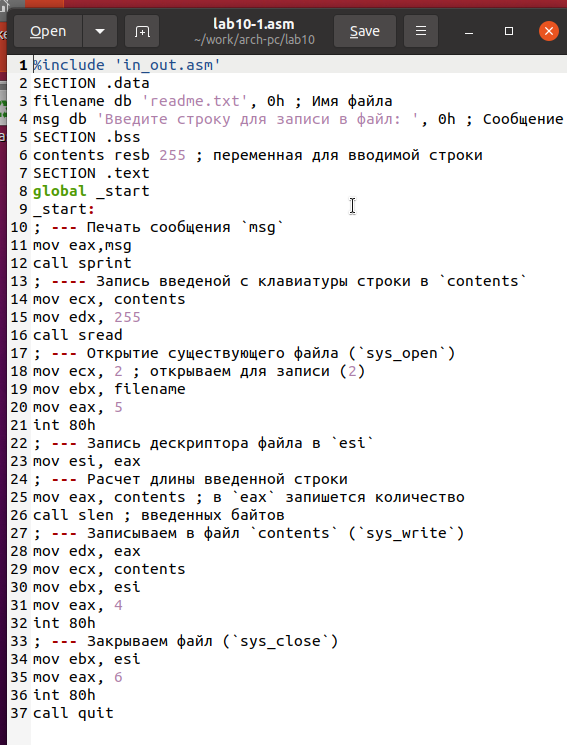 Open
lab10-1.asm
~/work/arch-pc/lab10
Save
1 %include 'in_out.asm'
2 SECTION .data
3 filename db 'readme.txt', 0h ; Имя файла
4 msg db 'Введите строку для записи в файл: ', 0h ; Сообщение
5 SECTION .bss
6 contents resb 255 ; переменная для вводимой строки
7 SECTION .text
8 global _start
9 _start:
10 ; --- Печать сообщения `msg`
11 mov eax,msg
12 call sprint
13 ; ---- Запись введеной с клавиатуры строки в `contents`
14 mov ecx, contents
15 mov edx, 255
16 call sread
17 ; --- Открытие существующего файла (`sys_open`)
18 mov ecx, 2 ; открываем для записи (2)
19 mov ebx, filename
20 mov eax, 5
21 int 80h
22 ; --- Запись дескриптора файла в `esi`
23 mov esi, eax
24 ; --- Расчет длины введенной строки
25 mov eax, contents ; в `eax` запишется количество
26 call slen ; введенных байтов
27 ; --- Записываем в файл `contents` (`sys_write`)
28 mov edx, eax
29 mov ecx, contents
30 mov ebx, esi
31 mov eax, 4
32 int 80h
33 ; --- Закрываем файл (`sys_close`)
34 mov ebx, esi
35 mov eax, 6
36 int 80h
37 call quit